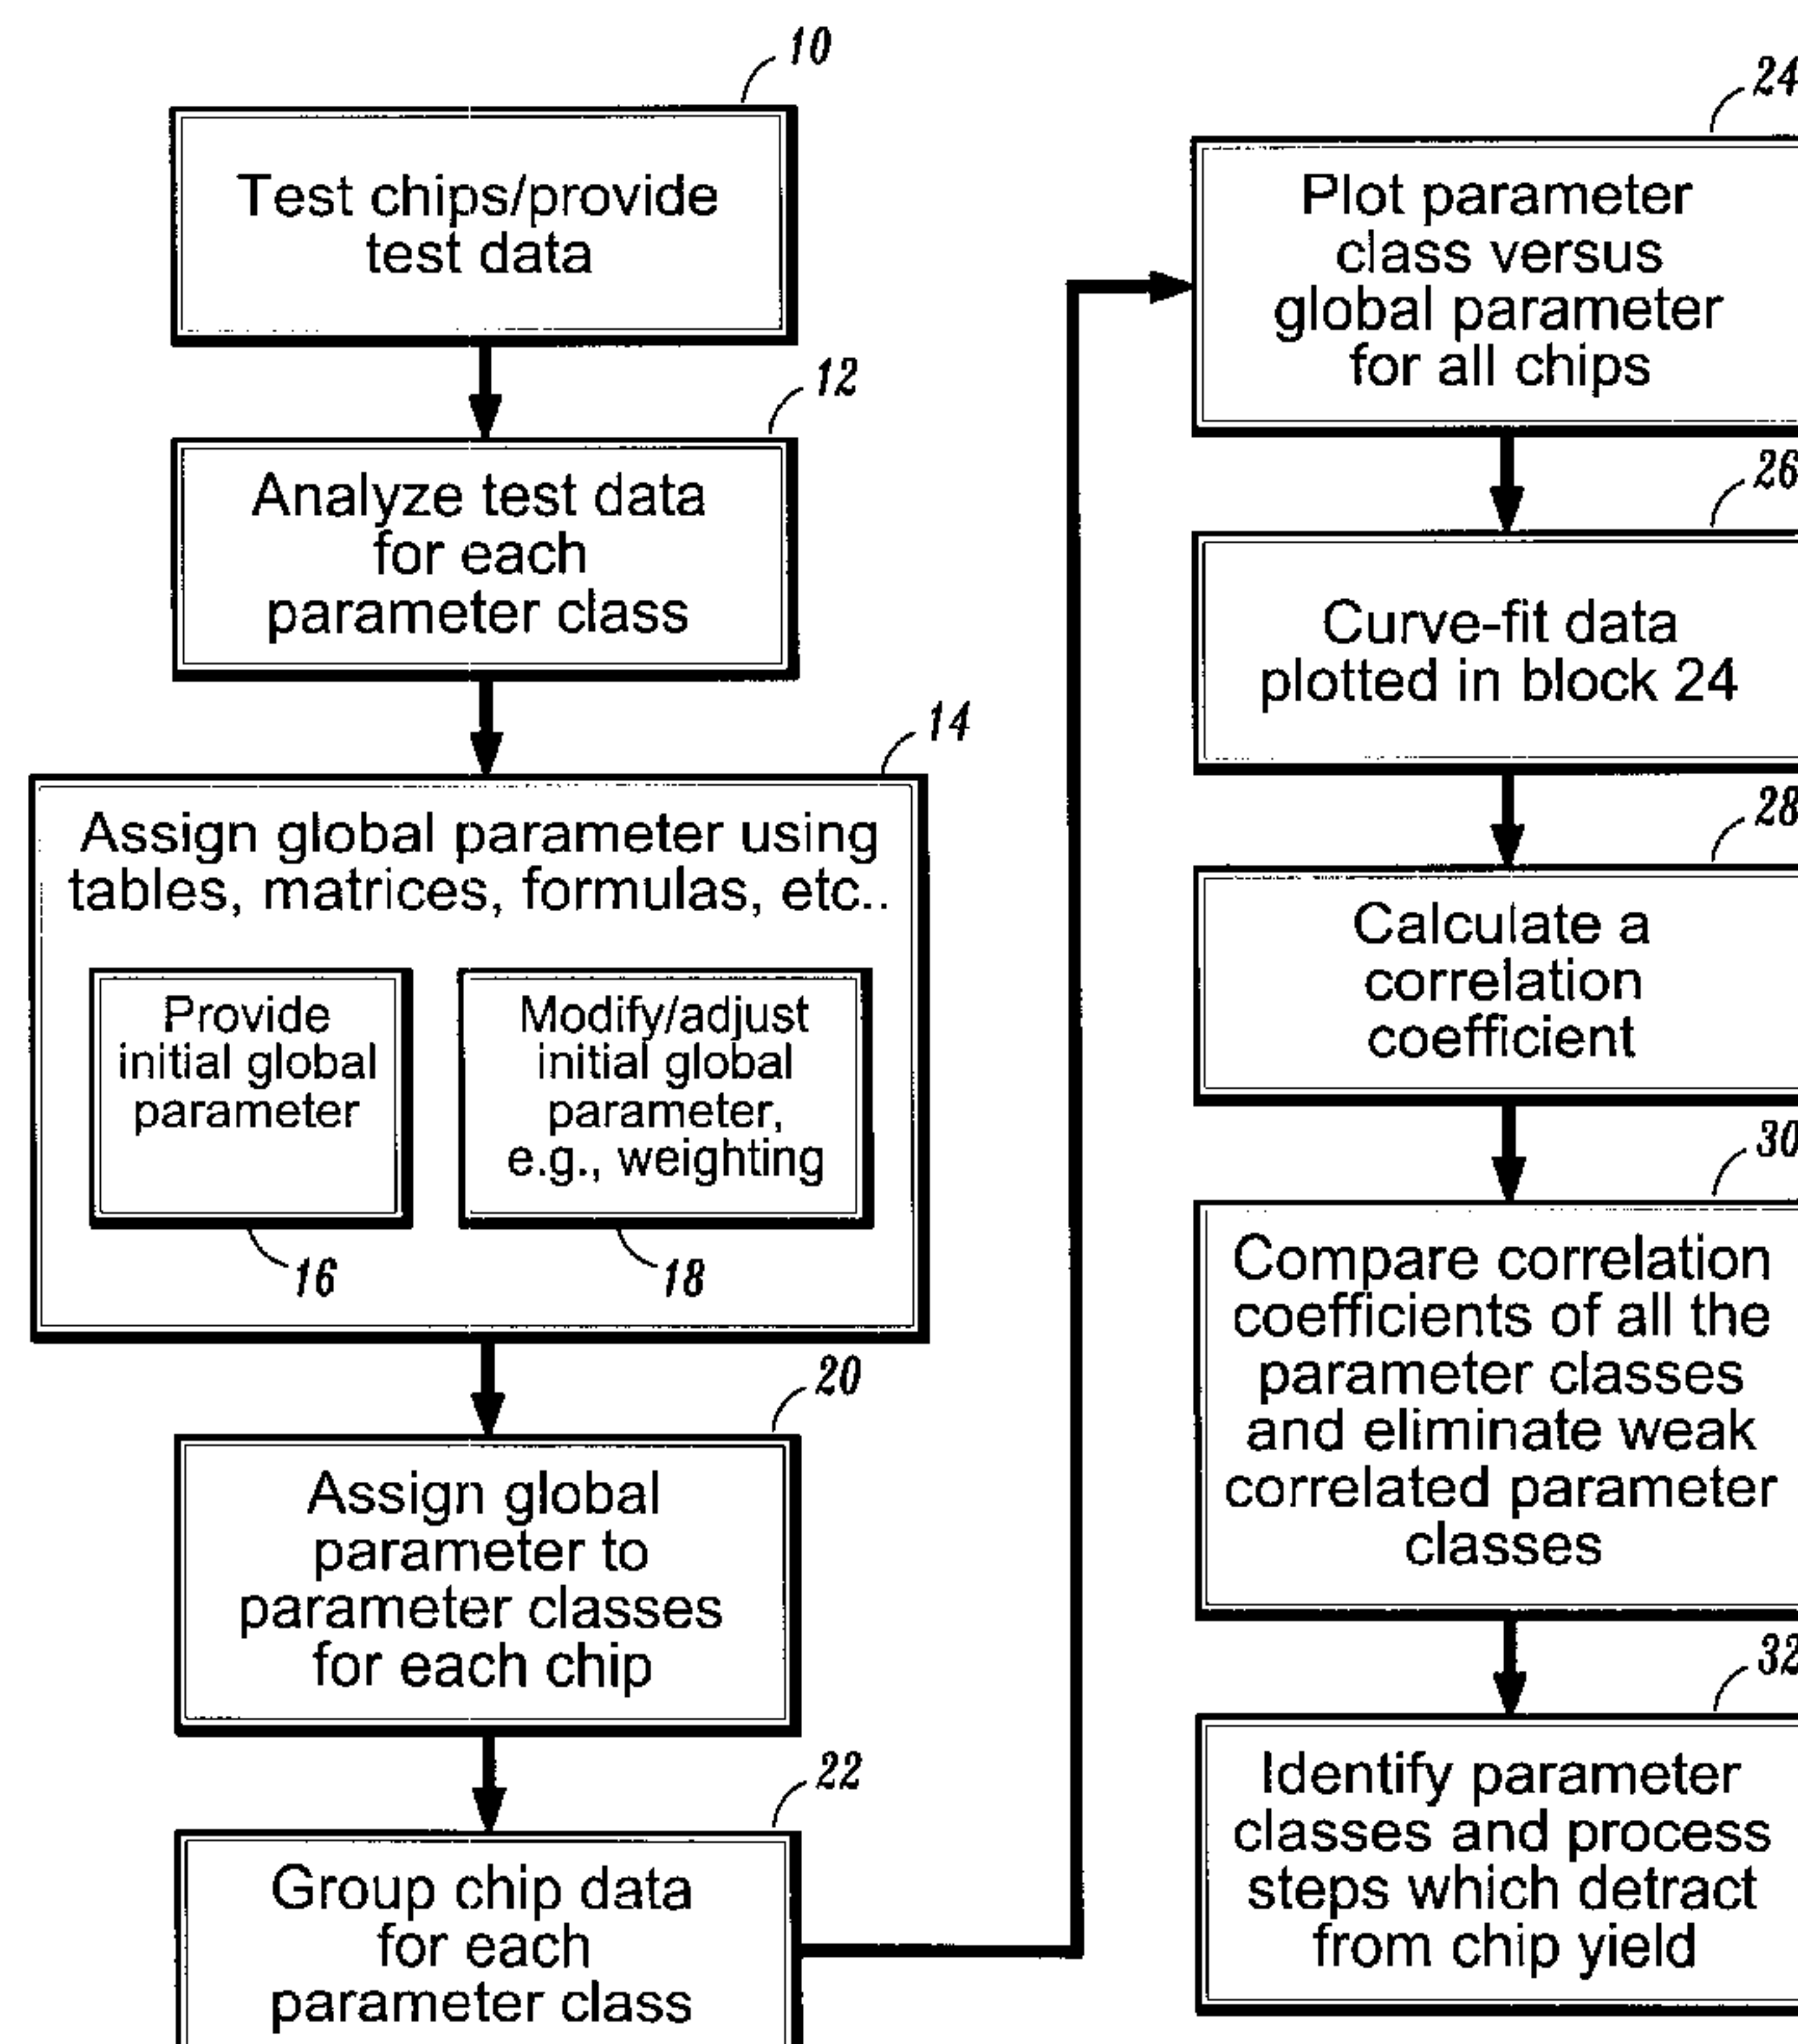 10
Test chips/provide
test data
12
Analyze test data
for each
parameter class
14
Assign global parameter using
tables, matrices, formulas, etc..
Provide
initial global
parameter
16
Modify/adjust
initial global
parameter,
e.g., weighting
18
20
Assign global
parameter to
parameter classes
for each chip
22
Group chip data
for each
parameter class
24
Plot parameter
class versus
global parameter
for all chips
26
Curve-fit data
plotted in block 24
28
Calculate a
correlation
coefficient
30
Compare correlation
coefficients of all the
parameter classes
and eliminate weak
correlated parameter
classes
32
Identify parameter
classes and process
steps which detract
from chip yield